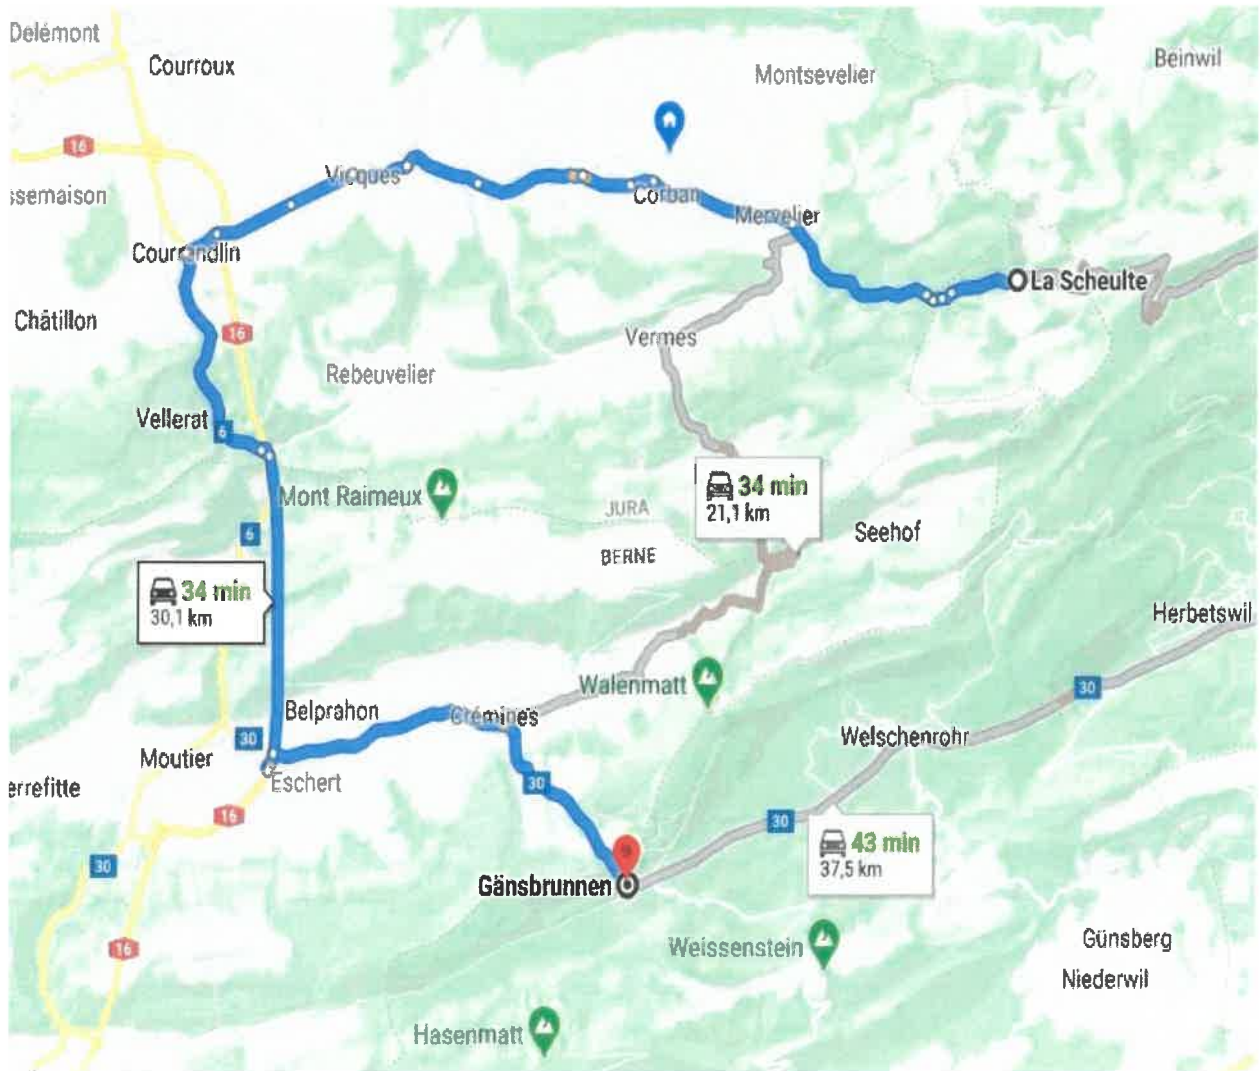 Delémont
Courroux
Montsevelier
Beinwil
16
Vicques
ssemaison
Corban
Mervelier
Courrendlin
La Scheulte
Châtillon
16
Vermes
Rebeuvelier
Vellerat
6
Mont Raimeux
34 min
21,1 km
JURA
6
Seehof
BERNE
34 min
30,1 km
Herbetswil
Walenmatt
30
Belprahon
Crémines
30
Moutier
Welschenrohr
Eschert
30
errefitte
16
30
43 min
37,5 km
30
Gänsbrunnen
16
Weissenstein
Günsberg
Niederwil
Hasenmatt